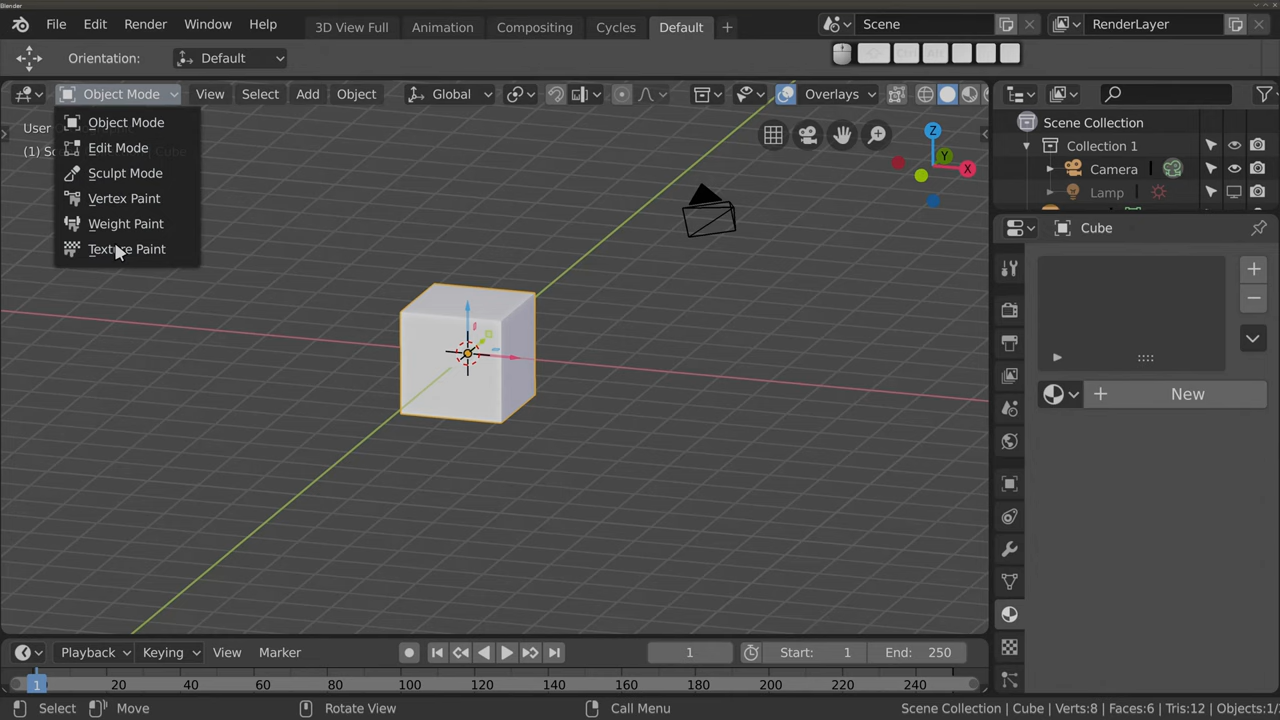 Blender
File Edit Render Window Help 3D View Full Animation Compositing Cycles Default + Scene RenderLayer
Orientation: Default
Object Mode View Select Add Object Global Overlays
Object Mode
Edit Mode
Sculpt Mode
Vertex Paint
Weight Paint
Texture Paint
User
(1) S
Z
Y
X
Scene Collection
Collection 1
Camera
Lamp
Cube
New
Playback Keying View Marker 1 Start: 1 End: 250
1 20 40 60 80 100 120 140 160 180 200 220 240
Select Move Rotate View Call Menu Scene Collection | Cube | Verts:8 | Faces:6 | Tris:12 | Objects:1/